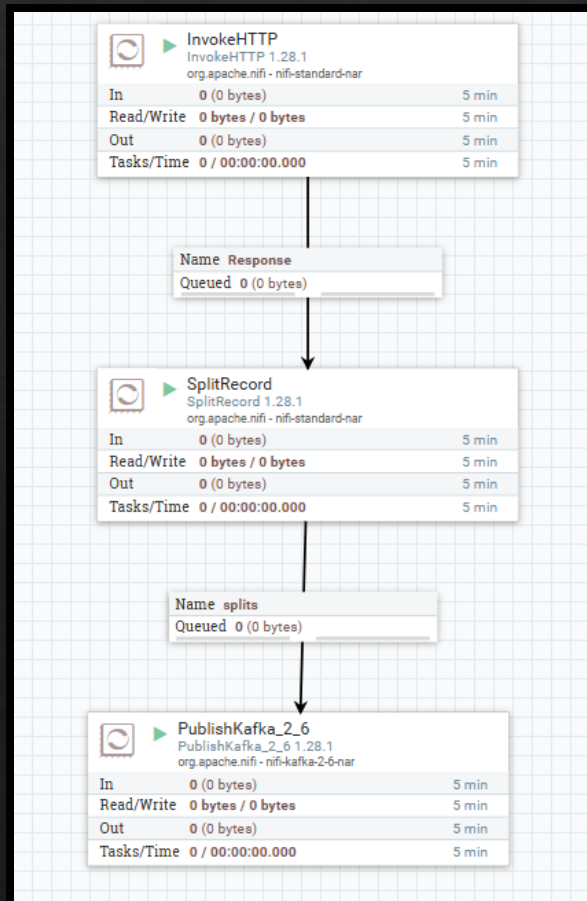 InvokeHTTP
InvokeHTTP 1.28.1
org.apache.nifi - nifi-standard-nar
In 0 (0 bytes) 5 min
Read/Write 0 bytes / 0 bytes 5 min
Out 0 (0 bytes) 5 min
Tasks/Time 0 / 00:00:00.000 5 min
Name Response
Queued 0 (0 bytes)
SplitRecord
SplitRecord 1.28.1
org.apache.nifi - nifi-standard-nar
In 0 (0 bytes) 5 min
Read/Write 0 bytes / 0 bytes 5 min
Out 0 (0 bytes) 5 min
Tasks/Time 0 / 00:00:00.000 5 min
Name splits
Queued 0 (0 bytes)
PublishKafka_2_6
PublishKafka_2_6 1.28.1
org.apache.nifi - nifi-kafka-2-6-nar
In 0 (0 bytes) 5 min
Read/Write 0 bytes / 0 bytes 5 min
Out 0 (0 bytes) 5 min
Tasks/Time 0 / 00:00:00.000 5 min